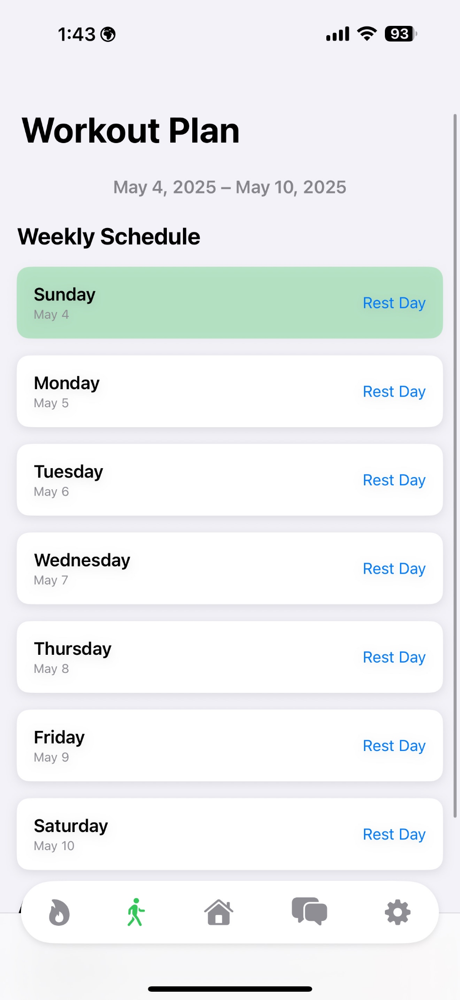 1:43
93
Workout Plan
May 4, 2025 – May 10, 2025
Weekly Schedule
Sunday
May 4
Rest Day
Monday
May 5
Rest Day
Tuesday
May 6
Rest Day
Wednesday
May 7
Rest Day
Thursday
May 8
Rest Day
Friday
May 9
Rest Day
Saturday
May 10
Rest Day